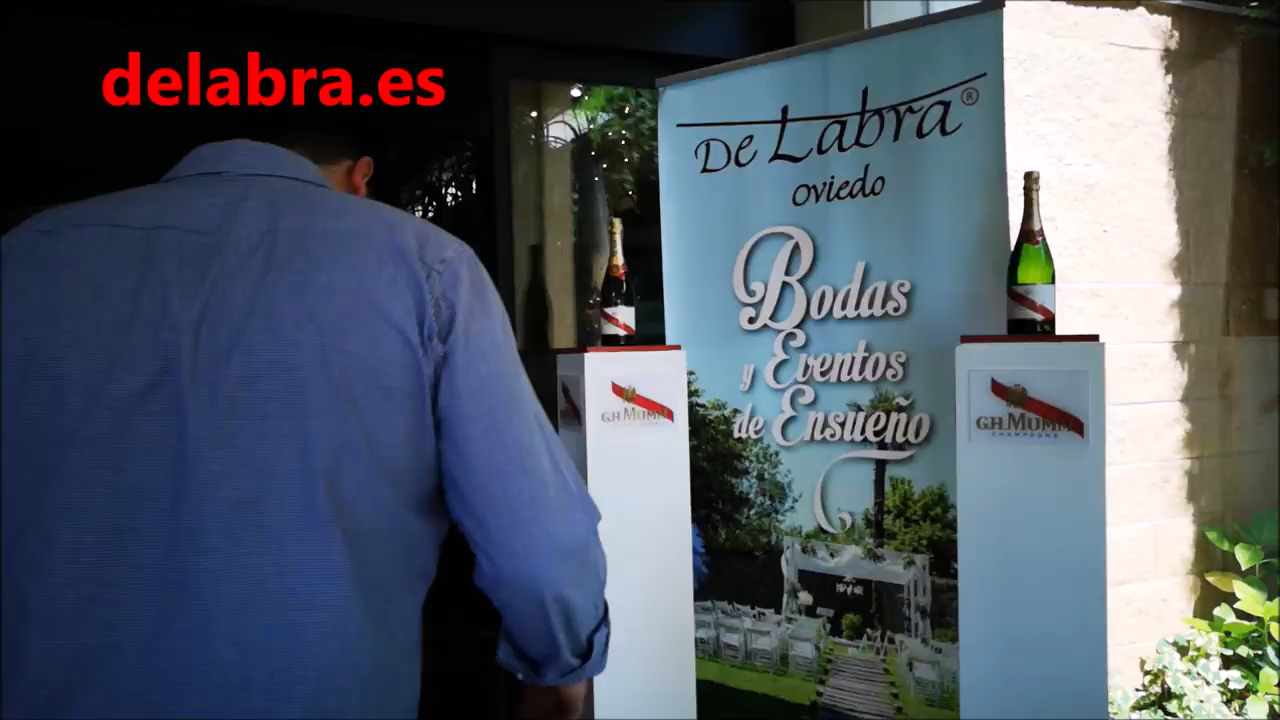 delabra.es
De Labra®
oviedo
Bodas
y Eventos
de Ensueño
G.H.MUMM
G.H.MUMM
CHAMPAGNE